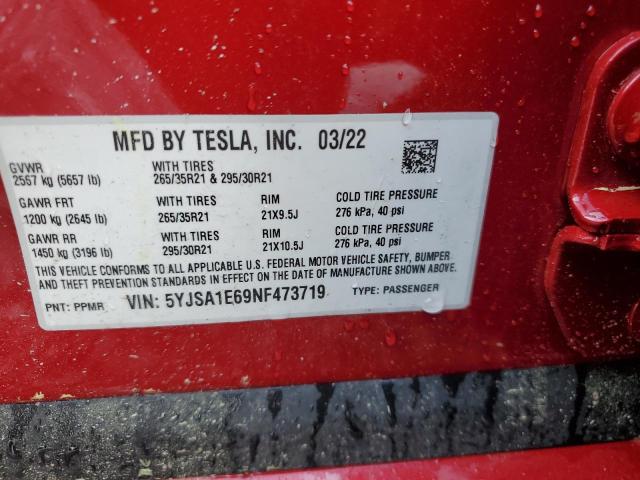 MFD BY TESLA, INC. 03/22
GVWR WITH TIRES
2567 kg (5657 lb) 265/35R21 & 295/30R21
GAWR FRT WITH TIRES RIM COLD TIRE PRESSURE
1200 kg (2645 lb) 265/35R21 21X9.5J 276 kPa, 40 psi
GAWR RR WITH TIRES RIM COLD TIRE PRESSURE
1450 kg (3196 lb) 295/30R21 21X10.5J 276 kPa, 40 psi
THIS VEHICLE CONFORMS TO ALL APPLICABLE U.S. FEDERAL MOTOR VEHICLE SAFETY, BUMPER
AND THEFT PREVENTION STANDARDS IN EFFECT ON THE DATE OF MANUFACTURE SHOWN ABOVE.
PNT: PPMR VIN: 5YJSA1E69NF473719 TYPE: PASSENGER